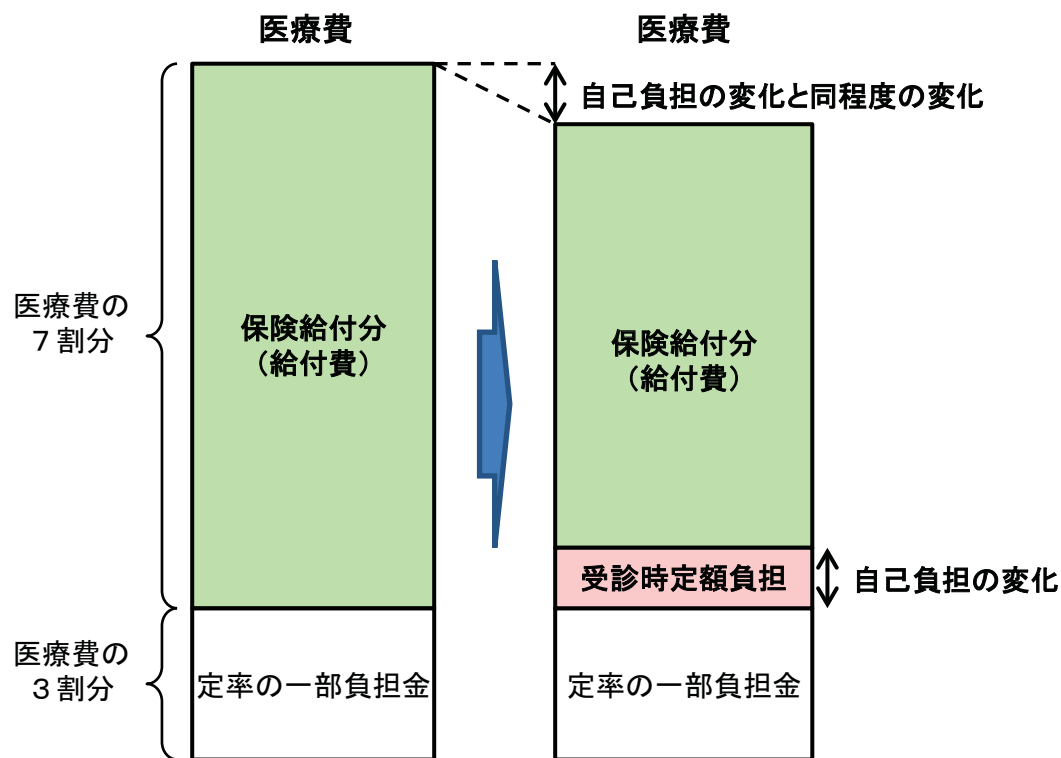 医療費
医療費
自己負担の変化と同程度の変化
医療費の
７割分
保険給付分
（給付費）
保険給付分
（給付費）
受診時定額負担
自己負担の変化
医療費の
３割分
定率の一部負担金
定率の一部負担金